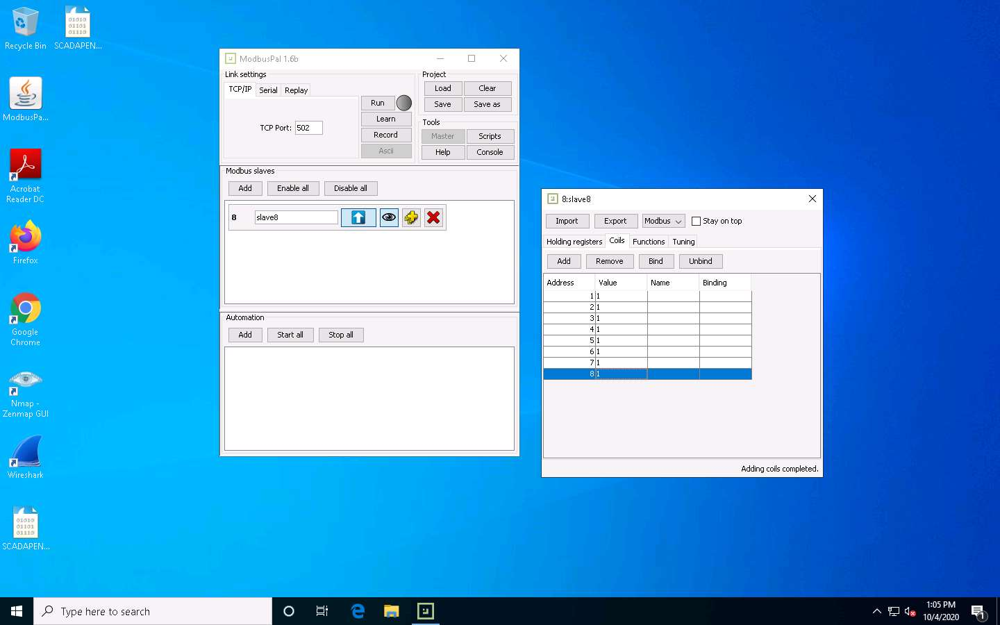 Recycle Bin
SCADAPEN...
ModbusPa...
Acrobat
Reader DC
Firefox
Google
Chrome
Nmap -
Zenmap GUI
Wireshark
SCADAPEN...
ModbusPal 1.6b
Link settings
TCP/IP Serial Replay
TCP Port: 502
Run
Learn
Record
Ascii
Project
Load Clear
Save Save as
Tools
Master Scripts
Help Console
Modbus slaves
Add Enable all Disable all
8 slave8
Automation
Add Start all Stop all
8:slave8
Import Export Modbus Stay on top
Holding registers Coils Functions Tuning
Add Remove Bind Unbind
Address Value Name Binding
1 1
2 1
3 1
4 1
5 1
6 1
7 1
8 1
Adding coils completed.
Type here to search
1:05 PM
10/4/2020
1